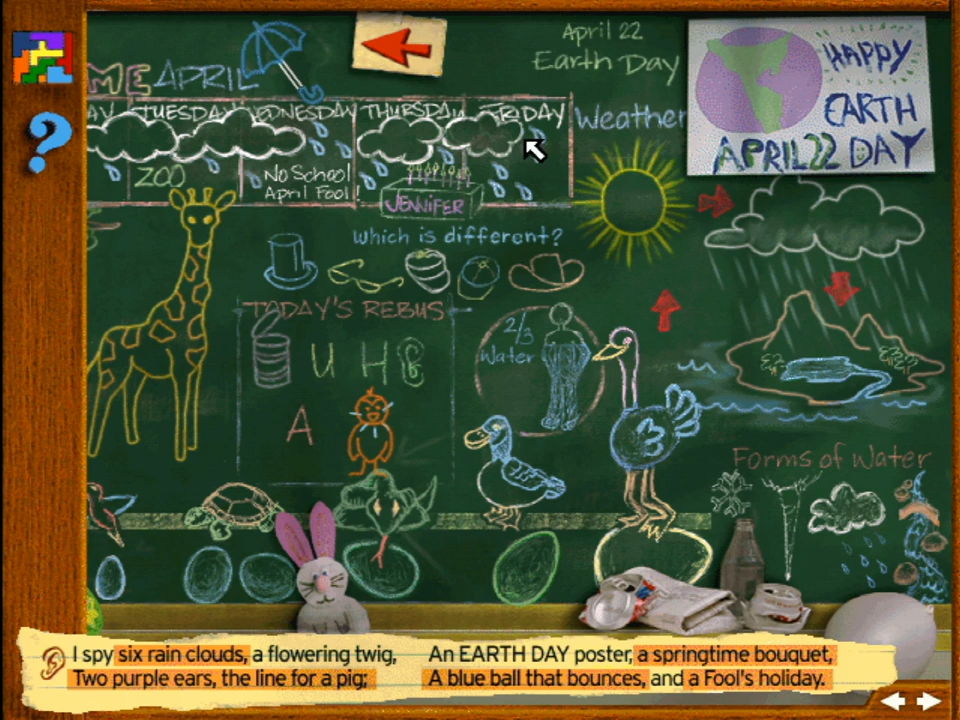 April 22
Earth Day
HAPPY
EARTH
APRIL 22 DAY
ME APRIL
AY TUESDAY WEDNESDAY THURSDAY FRIDAY
Weather
ZOO
No School
April Fool!
JENNIFER
which is different?
TODAY'S REBUS
U H
A
2/3
Water
Forms of Water
I spy six rain clouds, a flowering twig,
Two purple ears, the line for a pig;
An EARTH DAY poster, a springtime bouquet,
A blue ball that bounces, and a Fool's holiday.